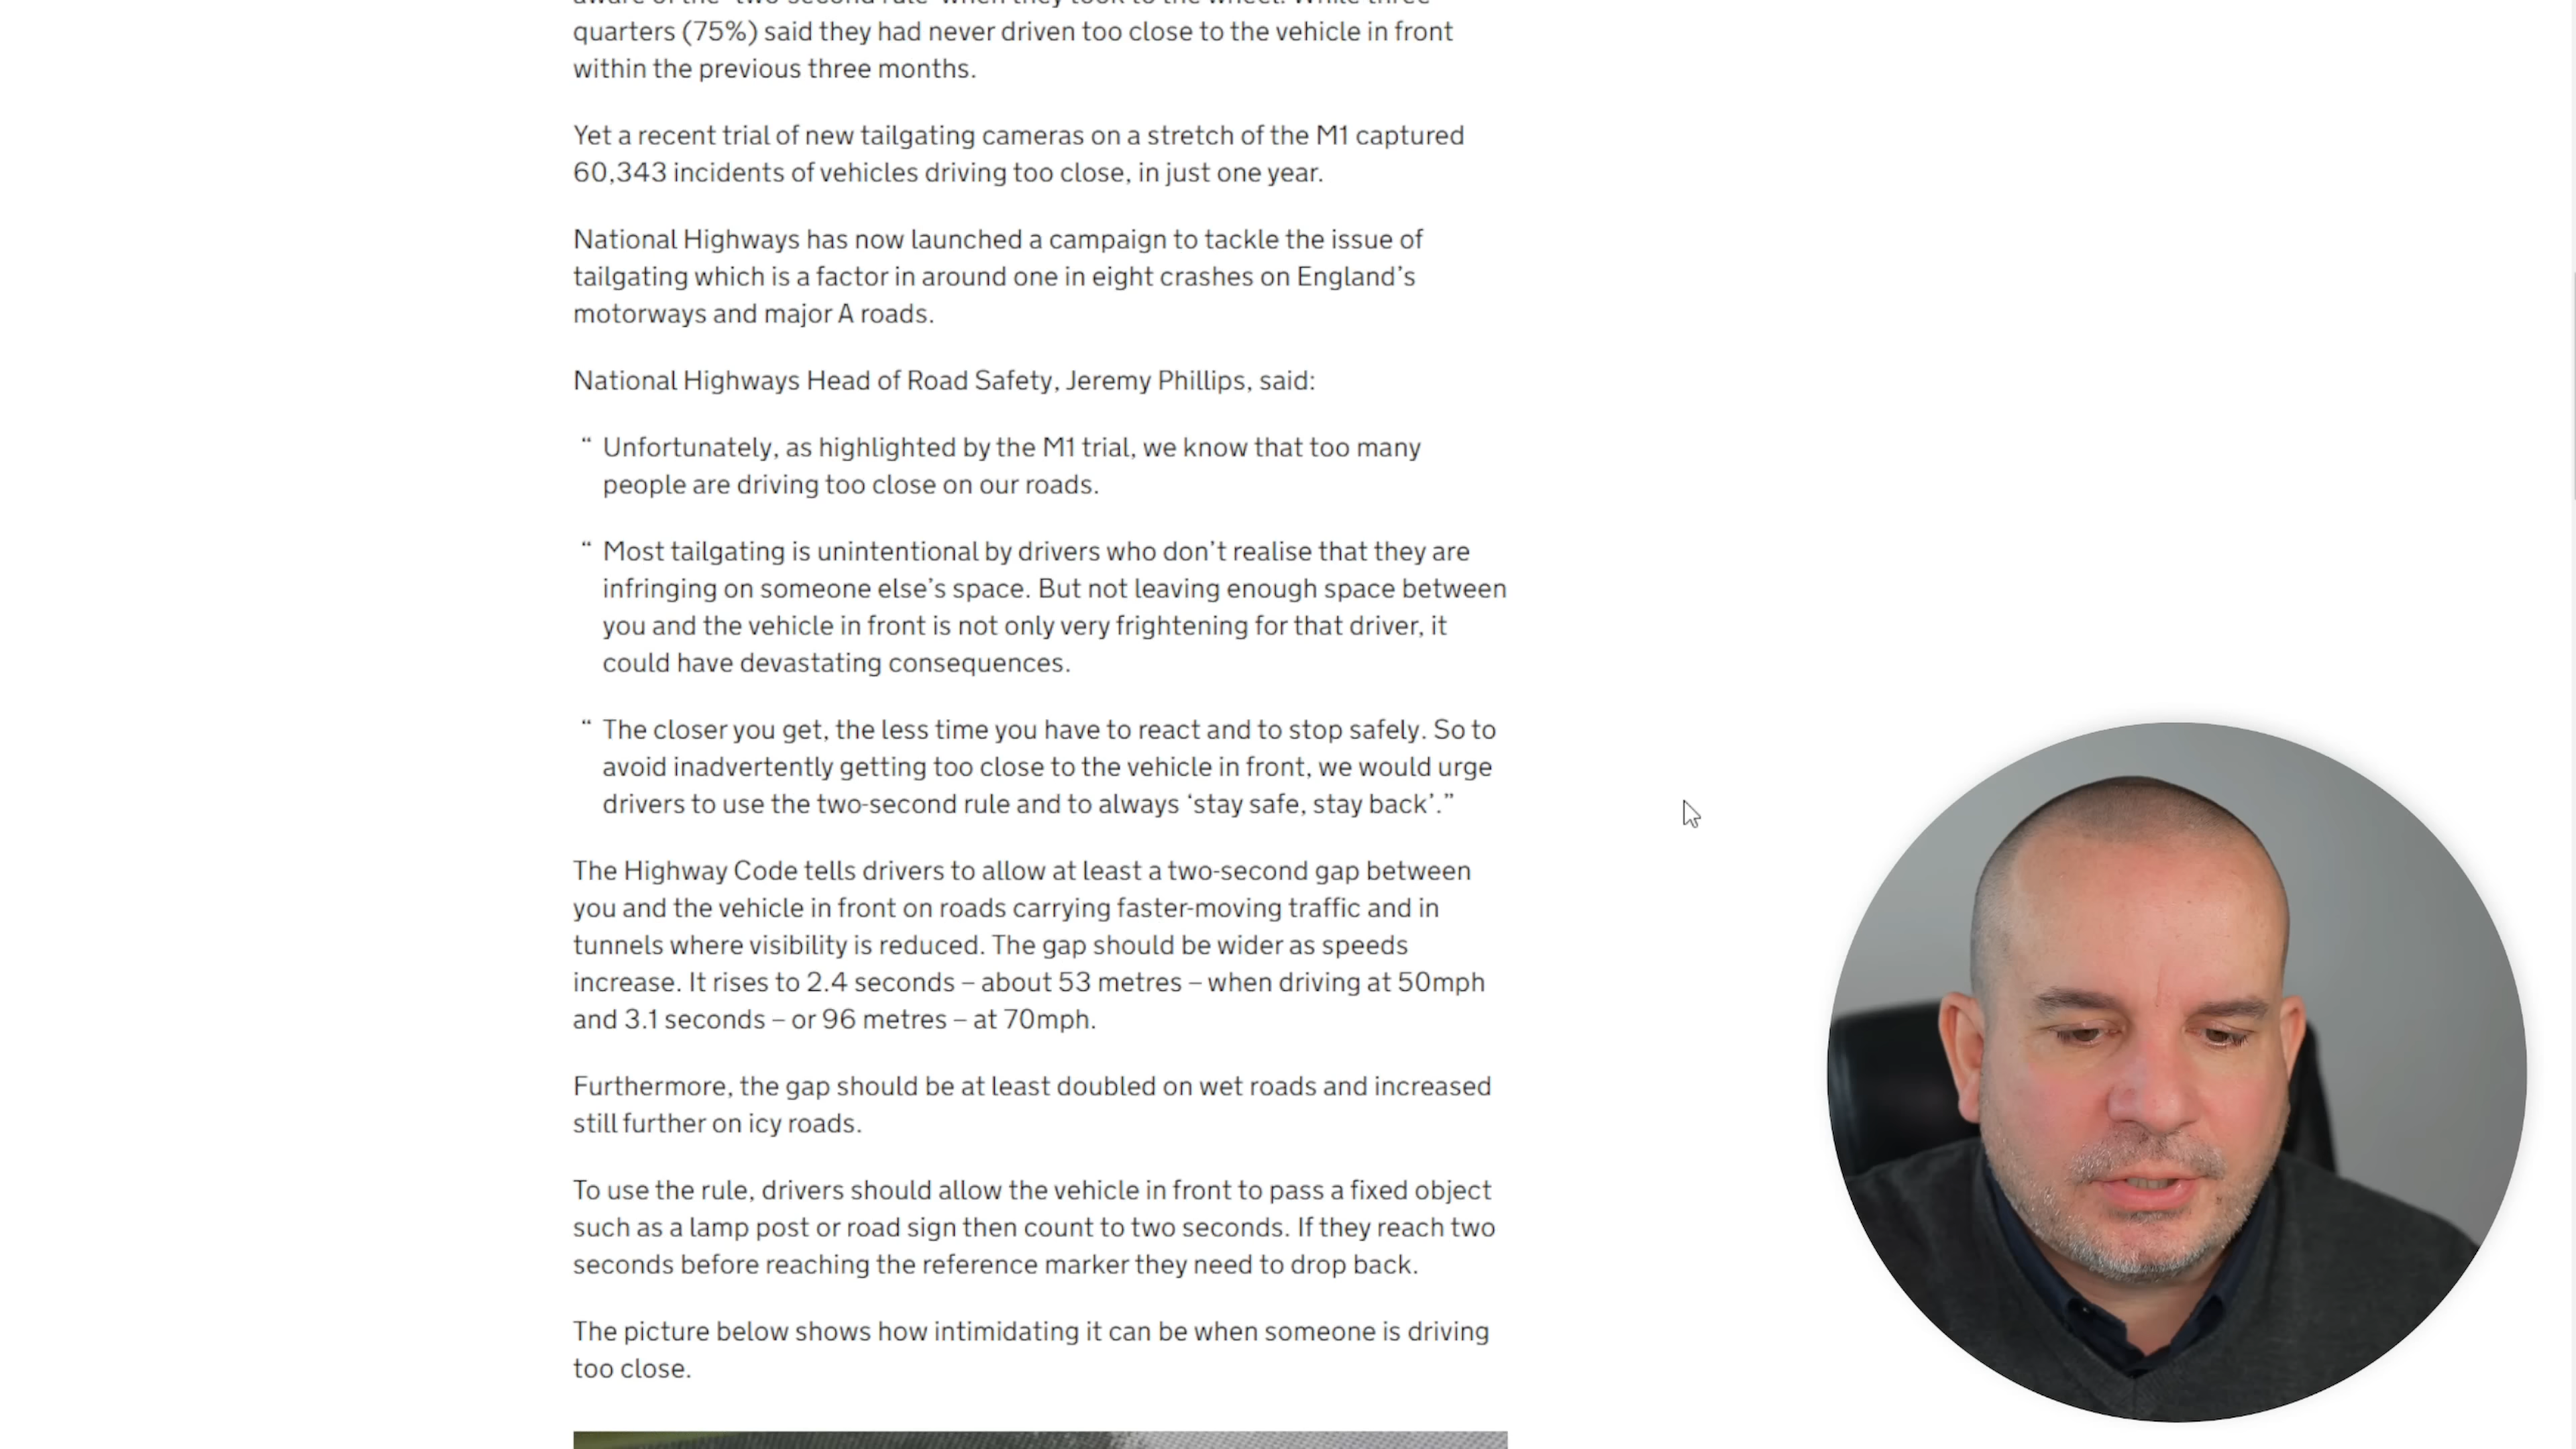 aware of the 'two-second rule' when they took to the wheel. While three
quarters (75%) said they had never driven too close to the vehicle in front
within the previous three months.
Yet a recent trial of new tailgating cameras on a stretch of the M1 captured
60,343 incidents of vehicles driving too close, in just one year.
National Highways has now launched a campaign to tackle the issue of
tailgating which is a factor in around one in eight crashes on England’s
motorways and major A roads.
National Highways Head of Road Safety, Jeremy Phillips, said:
“ Unfortunately, as highlighted by the M1 trial, we know that too many
people are driving too close on our roads.
“ Most tailgating is unintentional by drivers who don’t realise that they are
infringing on someone else’s space. But not leaving enough space between
you and the vehicle in front is not only very frightening for that driver, it
could have devastating consequences.
“ The closer you get, the less time you have to react and to stop safely. So to
avoid inadvertently getting too close to the vehicle in front, we would urge
drivers to use the two-second rule and to always ‘stay safe, stay back’.”
The Highway Code tells drivers to allow at least a two-second gap between
you and the vehicle in front on roads carrying faster-moving traffic and in
tunnels where visibility is reduced. The gap should be wider as speeds
increase. It rises to 2.4 seconds – about 53 metres – when driving at 50mph
and 3.1 seconds – or 96 metres – at 70mph.
Furthermore, the gap should be at least doubled on wet roads and increased
still further on icy roads.
To use the rule, drivers should allow the vehicle in front to pass a fixed object
such as a lamp post or road sign then count to two seconds. If they reach two
seconds before reaching the reference marker they need to drop back.
The picture below shows how intimidating it can be when someone is driving
too close.